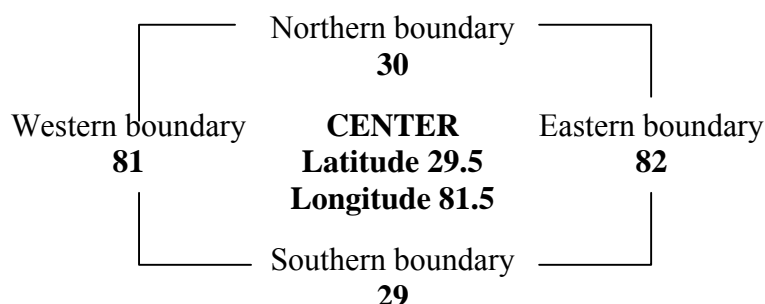 Northern boundary
30
Western boundary
81
CENTER
Latitude 29.5
Longitude 81.5
Eastern boundary
82
Southern boundary
29